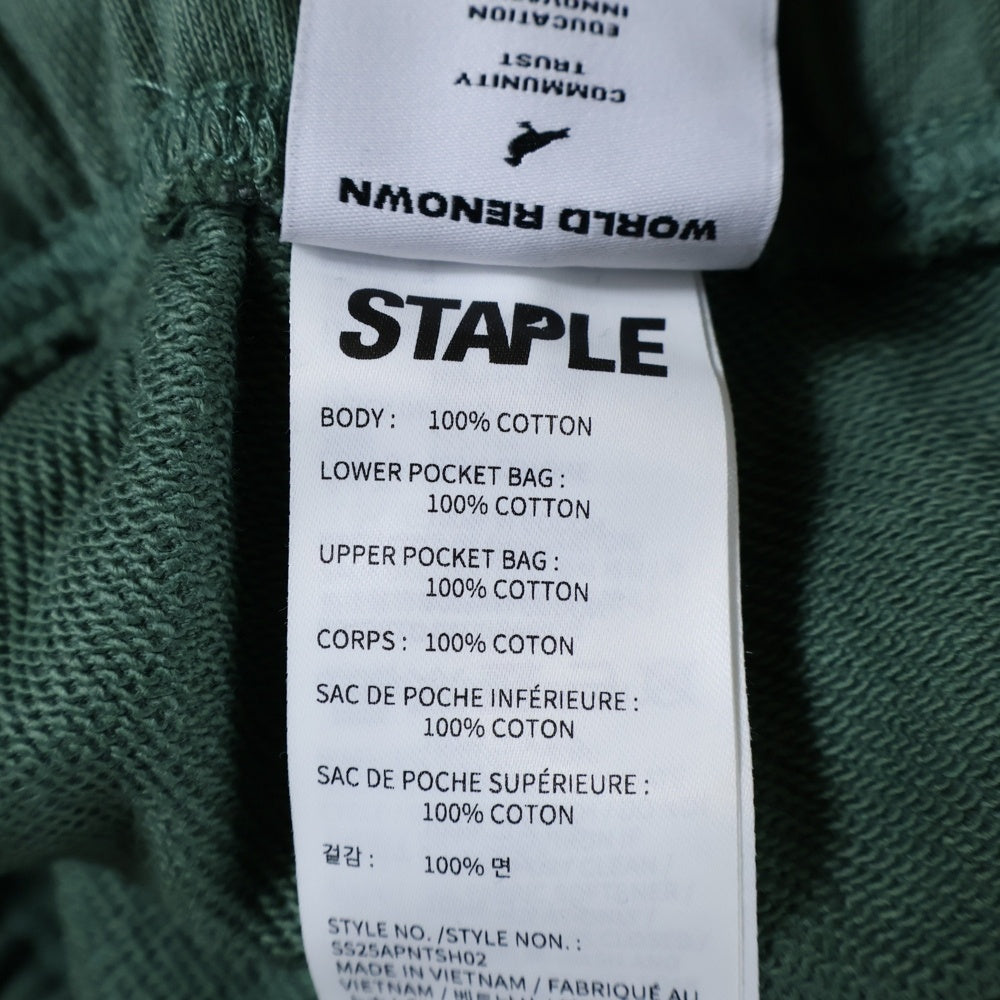 WORLD RENOWN
COMMUNITY
TRUST
EDUCATION
STAPLE
BODY : 100% COTTON
LOWER POCKET BAG :
100% COTTON
UPPER POCKET BAG :
100% COTTON
CORPS : 100% COTON
SAC DE POCHE INFÉRIEURE :
100% COTON
SAC DE POCHE SUPÉRIEURE :
100% COTON
겉감 : 100% 면
STYLE NO. /STYLE NON. :
SS25APNTSH02
MADE IN VIETNAM / FABRIQUÉ AU
VIETNAM /